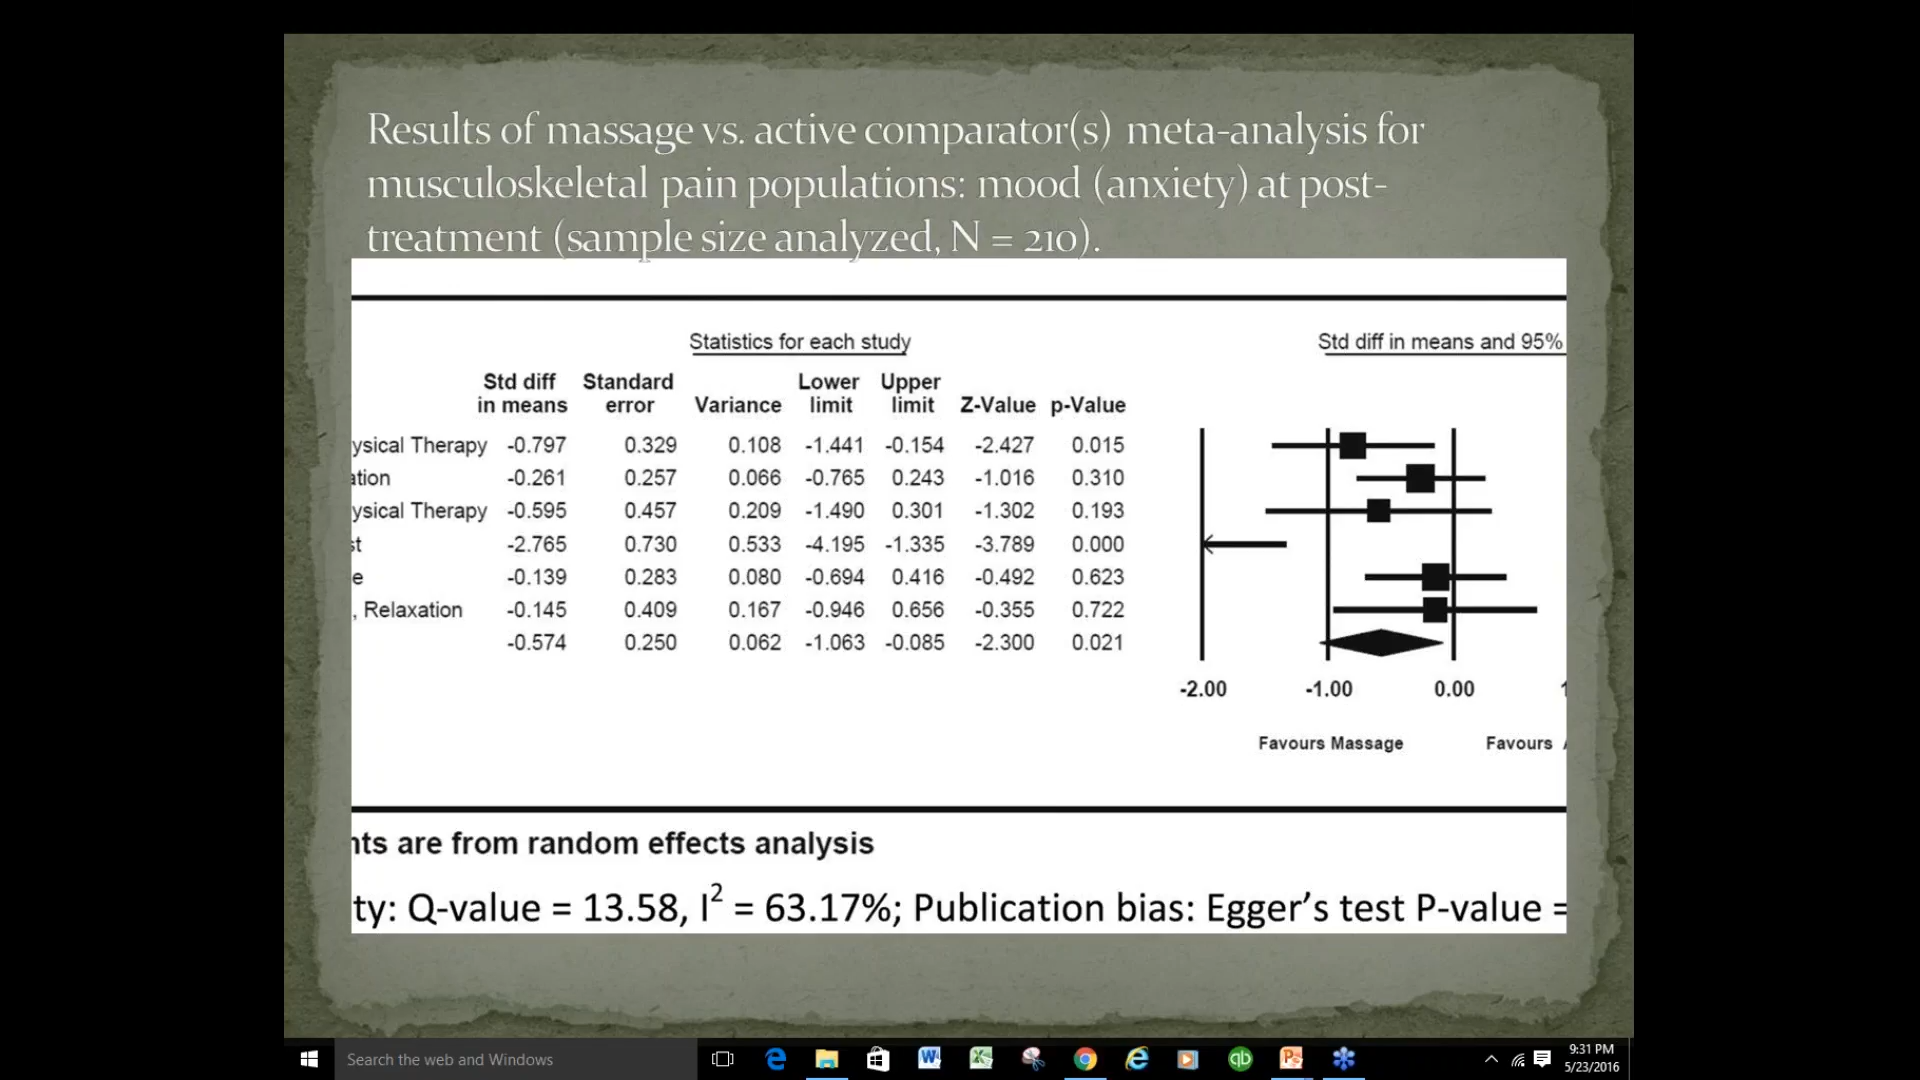 Results of massage vs. active comparator(s) meta-analysis for
musculoskeletal pain populations: mood (anxiety) at post-
treatment (sample size analyzed, N = 210).
Statistics for each study
Std diff in means and 95%
Std diff Standard Lower Upper
in means error Variance limit limit Z-Value p-Value
ysical Therapy -0.797 0.329 0.108 -1.441 -0.154 -2.427 0.015
ation -0.261 0.257 0.066 -0.765 0.243 -1.016 0.310
ysical Therapy -0.595 0.457 0.209 -1.490 0.301 -1.302 0.193
st -2.765 0.730 0.533 -4.195 -1.335 -3.789 0.000
e -0.139 0.283 0.080 -0.694 0.416 -0.492 0.623
, Relaxation -0.145 0.409 0.167 -0.946 0.656 -0.355 0.722
-0.574 0.250 0.062 -1.063 -0.085 -2.300 0.021
-2.00 -1.00 0.00
Favours Massage Favours
nts are from random effects analysis
ty: Q-value = 13.58, I² = 63.17%; Publication bias: Egger's test P-value =
Search the web and Windows
9:31 PM
5/23/2016